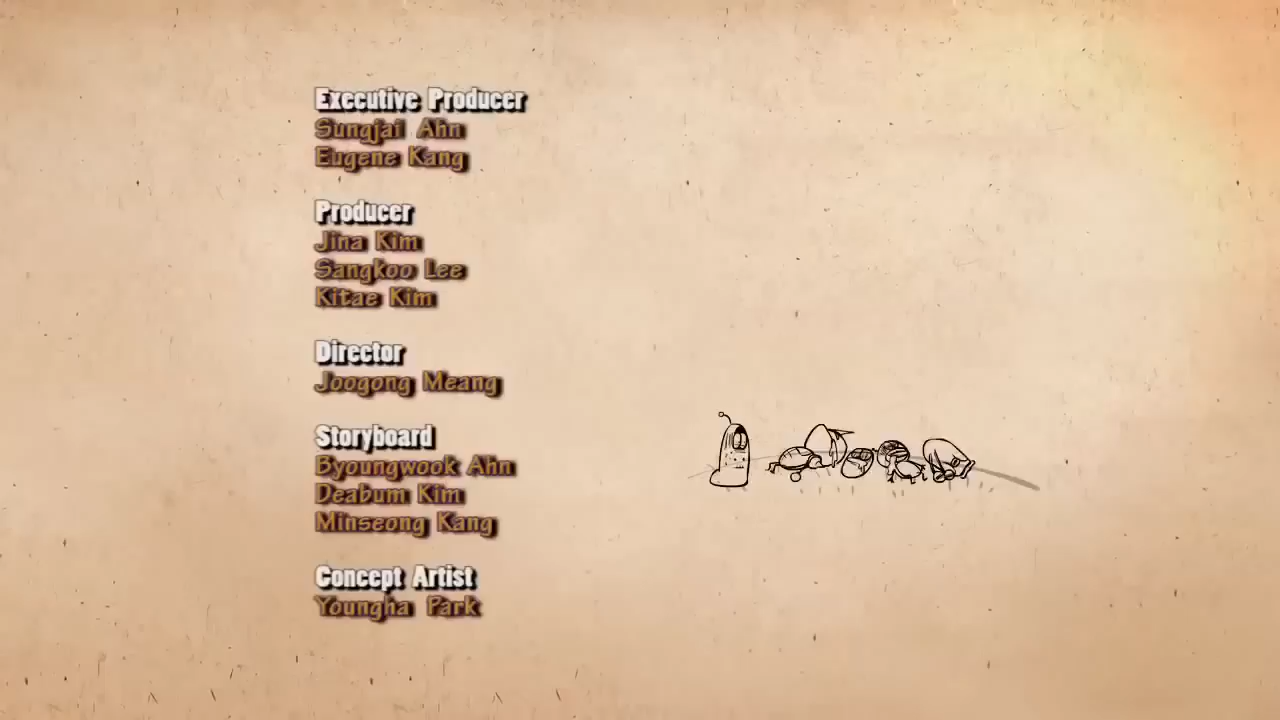 Executive Producer
Sungjai Ahn
Eugene Kang
Producer
Jina Kim
Sangkoo Lee
Kitae Kim
Director
Joogong Meang
Storyboard
Byoungwook Ahn
Deabum Kim
Minseong Kang
Concept Artist
Youngha Park